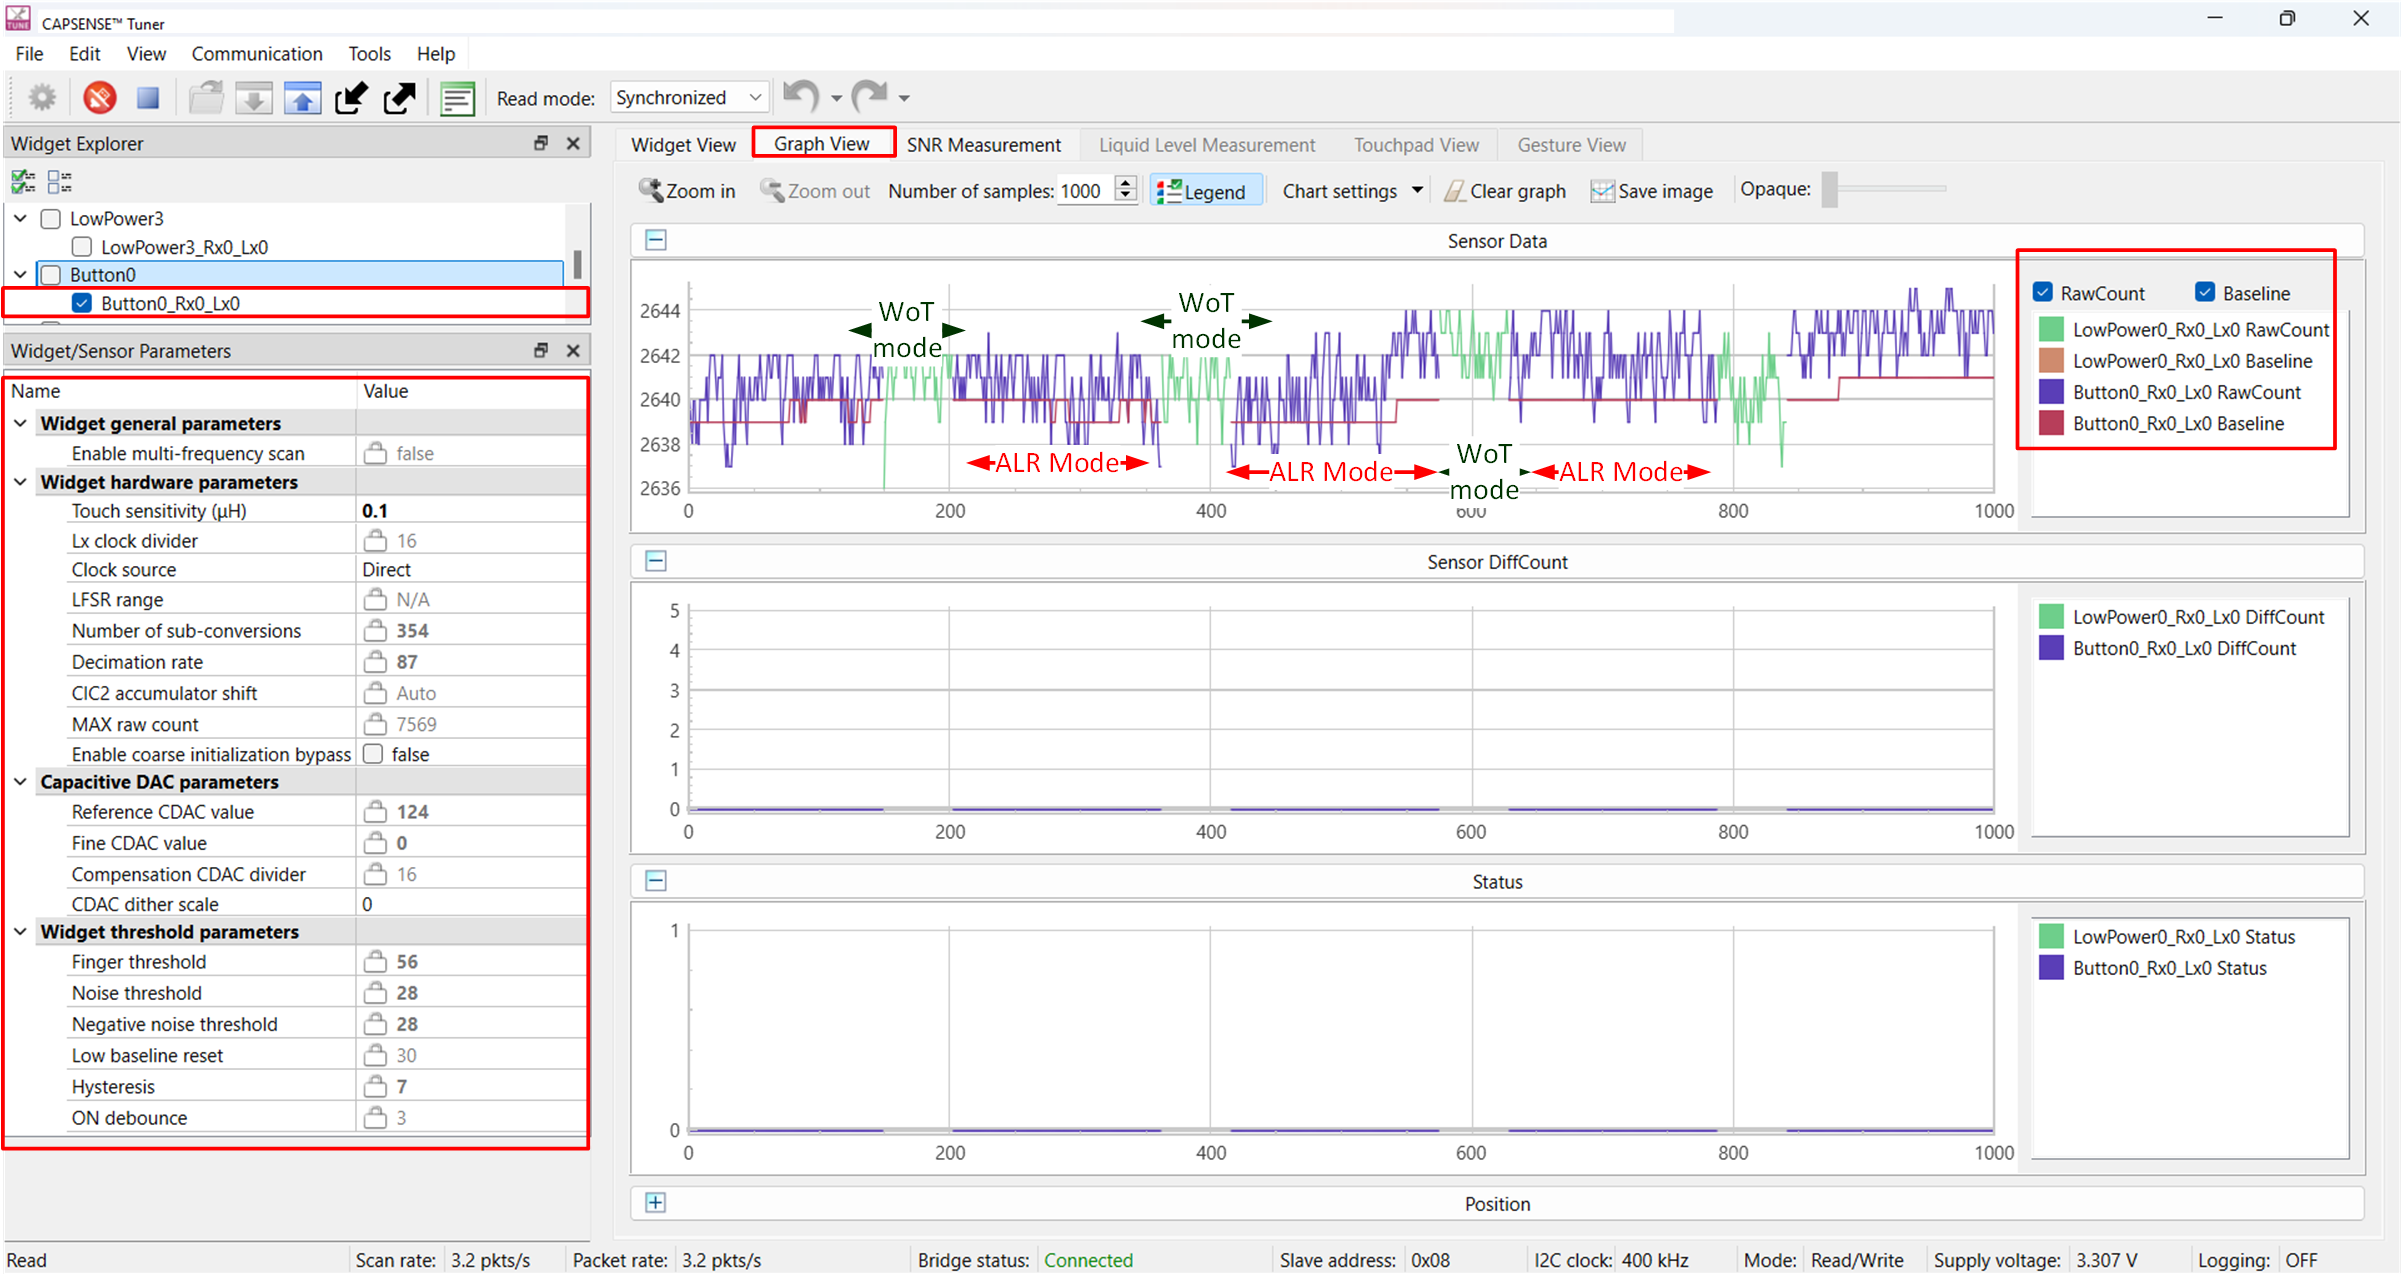 CAPSENSE™ Tuner
File Edit View Communication Tools Help
Read mode: Synchronized
Widget Explorer
LowPower3
LowPower3_Rx0_Lx0
Button0
Button0_Rx0_Lx0
Widget/Sensor Parameters
Name Value
Widget general parameters
Enable multi-frequency scan false
Widget hardware parameters
Touch sensitivity (µH) 0.1
Lx clock divider 16
Clock source Direct
LFSR range N/A
Number of sub-conversions 354
Decimation rate 87
CIC2 accumulator shift Auto
MAX raw count 7569
Enable coarse initialization bypass false
Capacitive DAC parameters
Reference CDAC value 124
Fine CDAC value 0
Compensation CDAC divider 16
CDAC dither scale 0
Widget threshold parameters
Finger threshold 56
Noise threshold 28
Negative noise threshold 28
Low baseline reset 30
Hysteresis 7
ON debounce 3
Widget View Graph View SNR Measurement Liquid Level Measurement Touchpad View Gesture View
Zoom in Zoom out Number of samples: 1000 Legend Chart settings Clear graph Save image Opaque:
Sensor Data
2644
2642
2640
2638
2636
0 200 400 600 800 1000
WoT
mode
WoT
mode
WoT
mode
ALR Mode
ALR Mode
ALR Mode
RawCount Baseline
LowPower0_Rx0_Lx0 RawCount
LowPower0_Rx0_Lx0 Baseline
Button0_Rx0_Lx0 RawCount
Button0_Rx0_Lx0 Baseline
Sensor DiffCount
5
4
3
2
1
0
0 200 400 600 800 1000
LowPower0_Rx0_Lx0 DiffCount
Button0_Rx0_Lx0 DiffCount
Status
1
0
0 200 400 600 800 1000
LowPower0_Rx0_Lx0 Status
Button0_Rx0_Lx0 Status
Position
Read Scan rate: 3.2 pkts/s Packet rate: 3.2 pkts/s Bridge status: Connected Slave address: 0x08 I2C clock: 400 kHz Mode: Read/Write Supply voltage: 3.307 V Logging: OFF